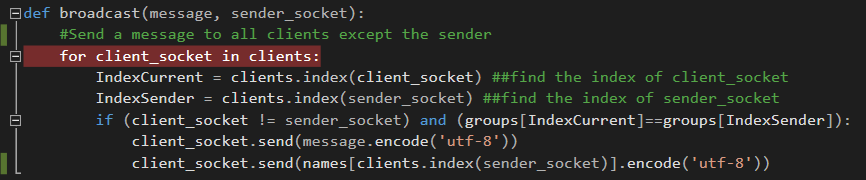 def broadcast(message, sender_socket):
    #Send a message to all clients except the sender
    for client_socket in clients:
        IndexCurrent = clients.index(client_socket) ##find the index of client_socket
        IndexSender = clients.index(sender_socket) ##find the index of sender_socket
        if (client_socket != sender_socket) and (groups[IndexCurrent]==groups[IndexSender]):
            client_socket.send(message.encode('utf-8'))
            client_socket.send(names[clients.index(sender_socket)].encode('utf-8'))